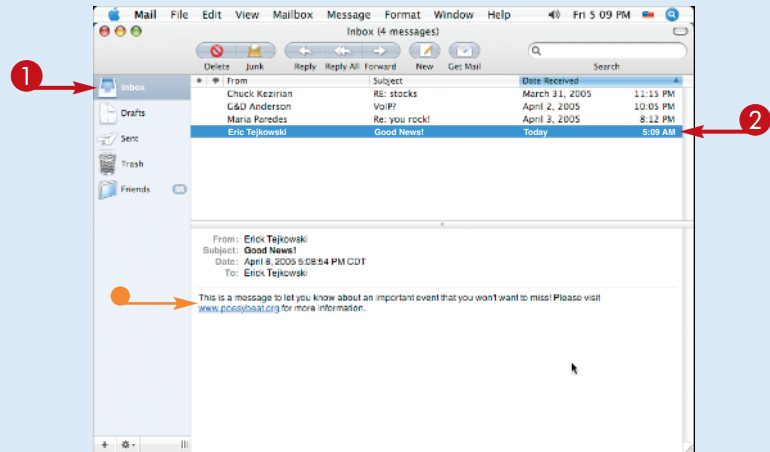 Mail File Edit View Mailbox Message Format Window Help Fri 5 09 PM
Inbox (4 messages)
Delete Junk Reply Reply All Forward New Get Mail Search
From Subject Date Received
Chuck Kezirian RE: stocks March 31, 2005 11:15 PM
G&D Anderson VoIP? April 2, 2005 10:05 PM
Maria Paredes Re: you rock! April 3, 2005 8:12 PM
Eric Tejkowski Good News! Today 5:09 AM
Inbox
Drafts
Sent
Trash
Friends
From: Erick Tejkowski
Subject: Good News!
Date: April 8, 2005 5:08:54 PM CDT
To: Erick Tejkowski
This is a message to let you know about an important event that you won't want to miss! Please visit
www.poesybeat.org for more information.
1
2